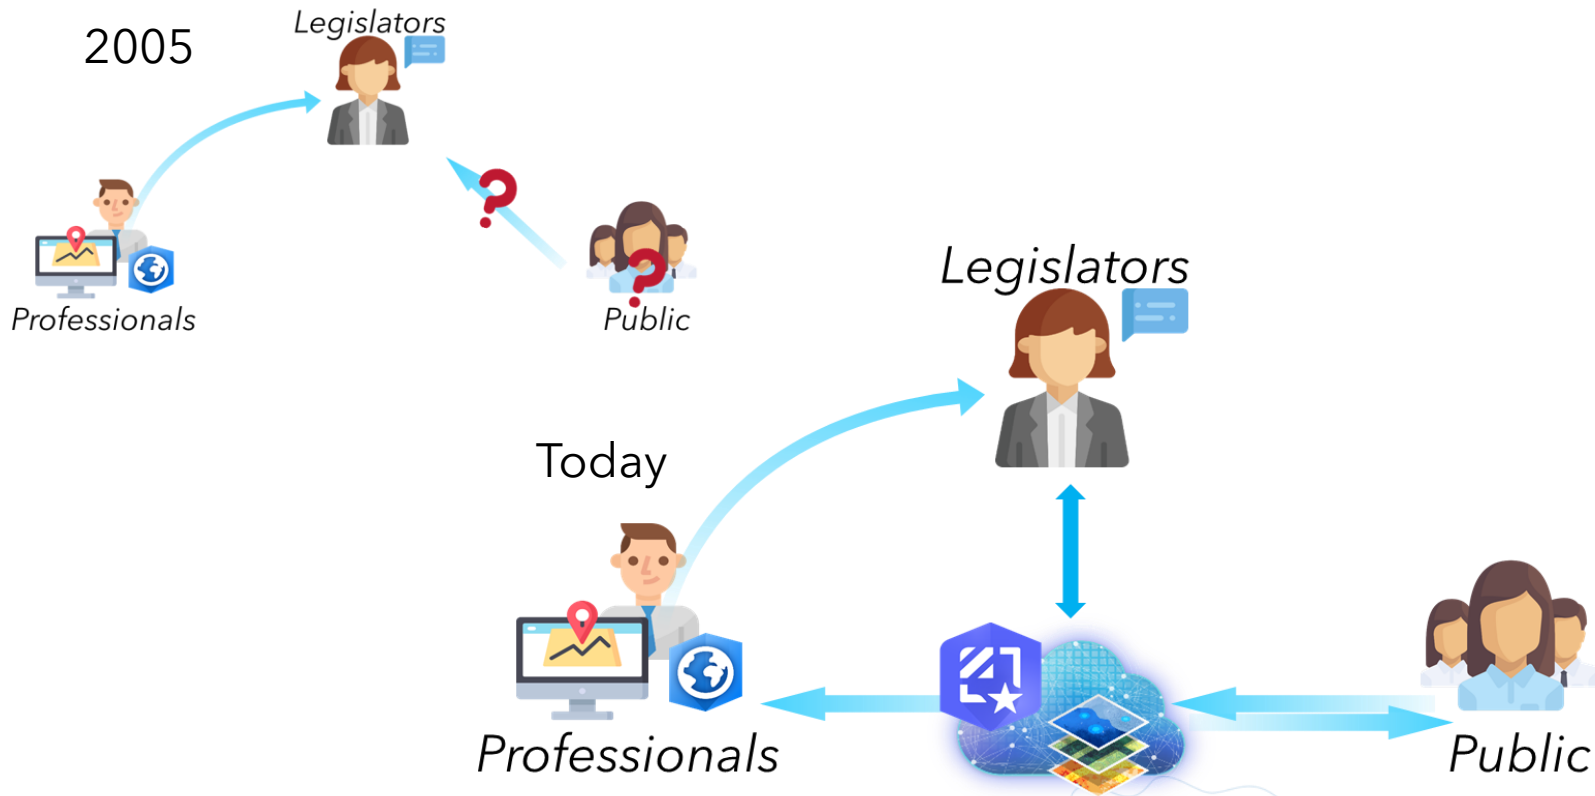 2005
Legislators
?
?
Professionals
Public
Legislators
Today
Professionals
Public